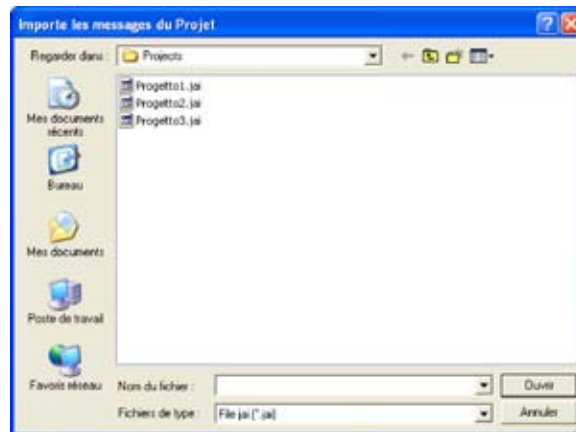 Importe les messages du Projet
Regarder dans :
Projects
Progetto1.jai
Progetto2.jai
Progetto3.jai
Mes documents
récents
Bureau
Mes documents
Poste de travail
Favoris réseau
Nom du fichier :
Ouvrir
Fichiers de type :
File jai (*.jai)
Annuler